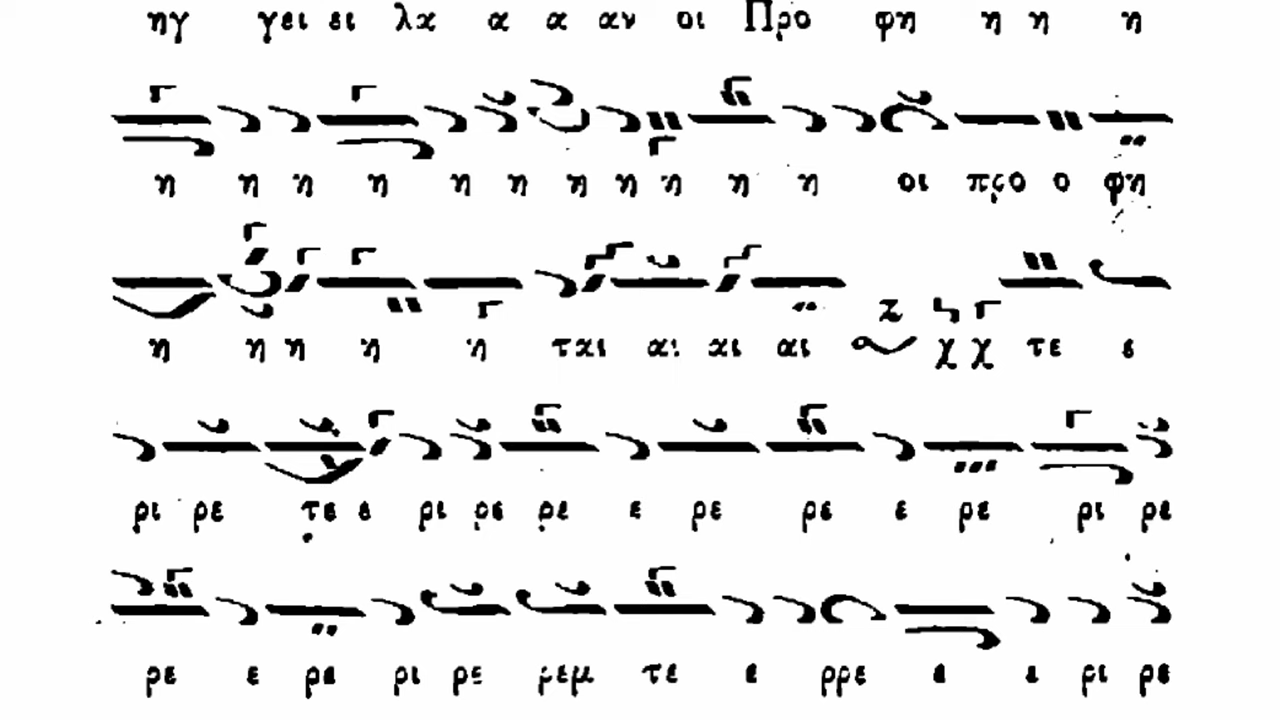 ηγ γει ει λα α α αν οι Προ φη η η η
η η η η η η η η η η η οι προ ο φη
η η η η η ται αι αι αι χ χ τε ε
ρι ρε τε ε ρι ρε ρε ε ρε ρε ε ρε ρι ρε
ρε ε ρε ρι ρε ρεμ τε ε ρρε ε ε ρι ρε